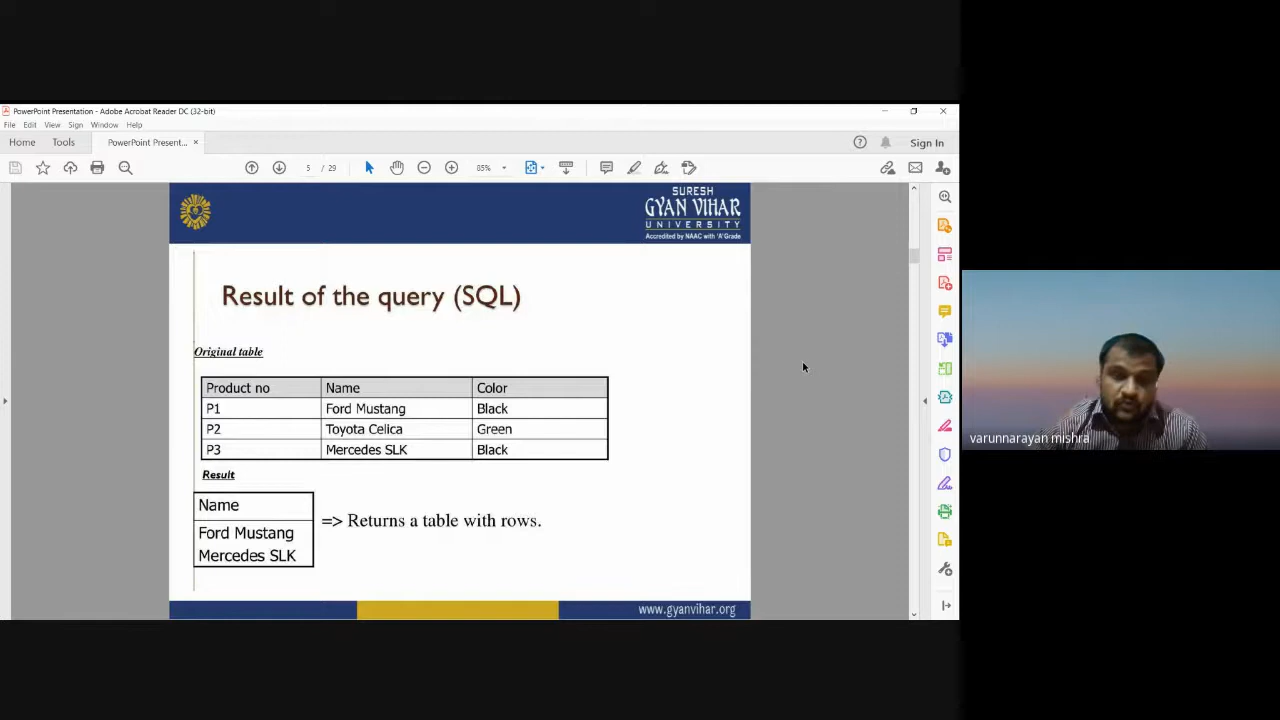 PowerPoint Presentation - Adobe Acrobat Reader DC (32-bit)
File Edit View Sign Window Help
Home Tools PowerPoint Present... × Sign In
5 / 29 85%
SURESH
GYAN VIHAR
UNIVERSITY
Accredited by NAAC with 'A' Grade
Result of the query (SQL)
Original table
Product no Name Color
P1 Ford Mustang Black
P2 Toyota Celica Green
P3 Mercedes SLK Black
Result
Name
Ford Mustang
Mercedes SLK
=> Returns a table with rows.
www.gyanvihar.org
varunnarayan mishra